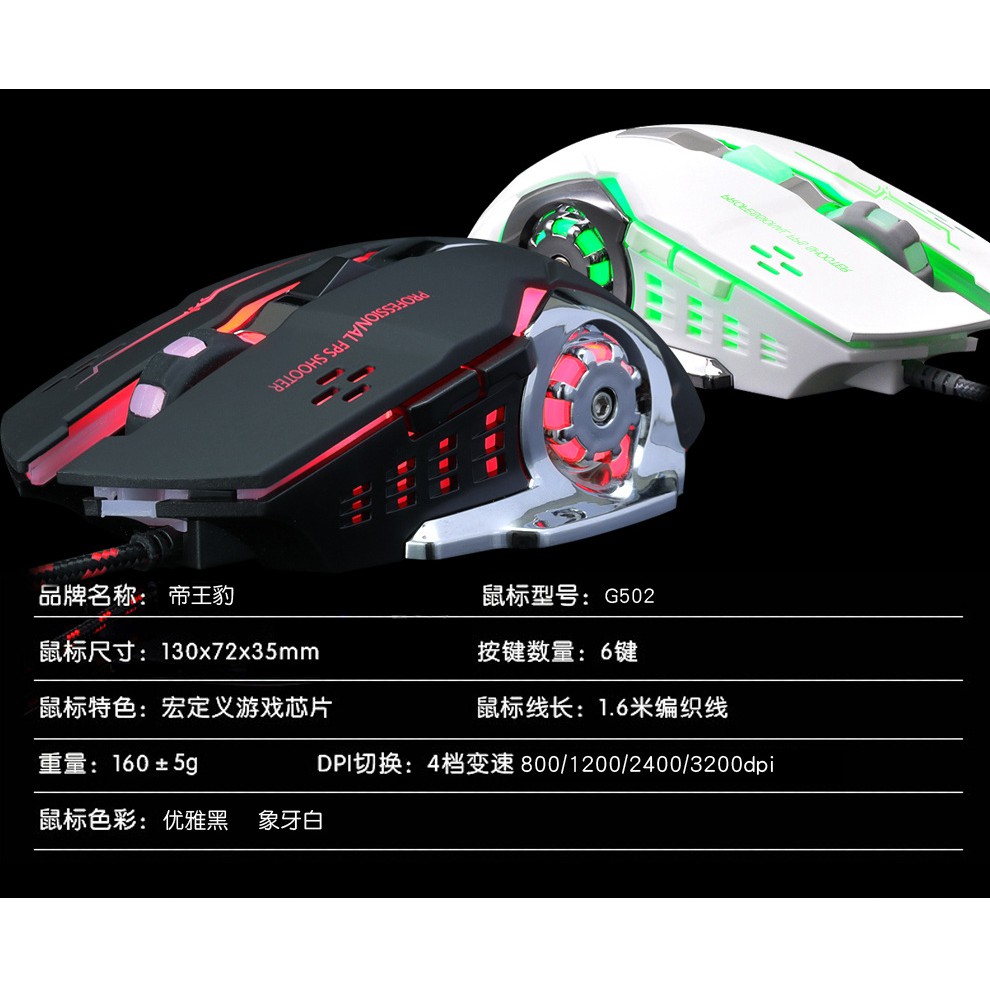 PROFESSIONAL FPS SHOOTER
品牌名称： 帝王豹 鼠标型号： G502
鼠标尺寸：130x72x35mm 按键数量：6键
鼠标特色：宏定义游戏芯片 鼠标线长：1.6米编织线
重量：160±5g DPI切换：4档变速 800/1200/2400/3200dpi
鼠标色彩：优雅黑 象牙白